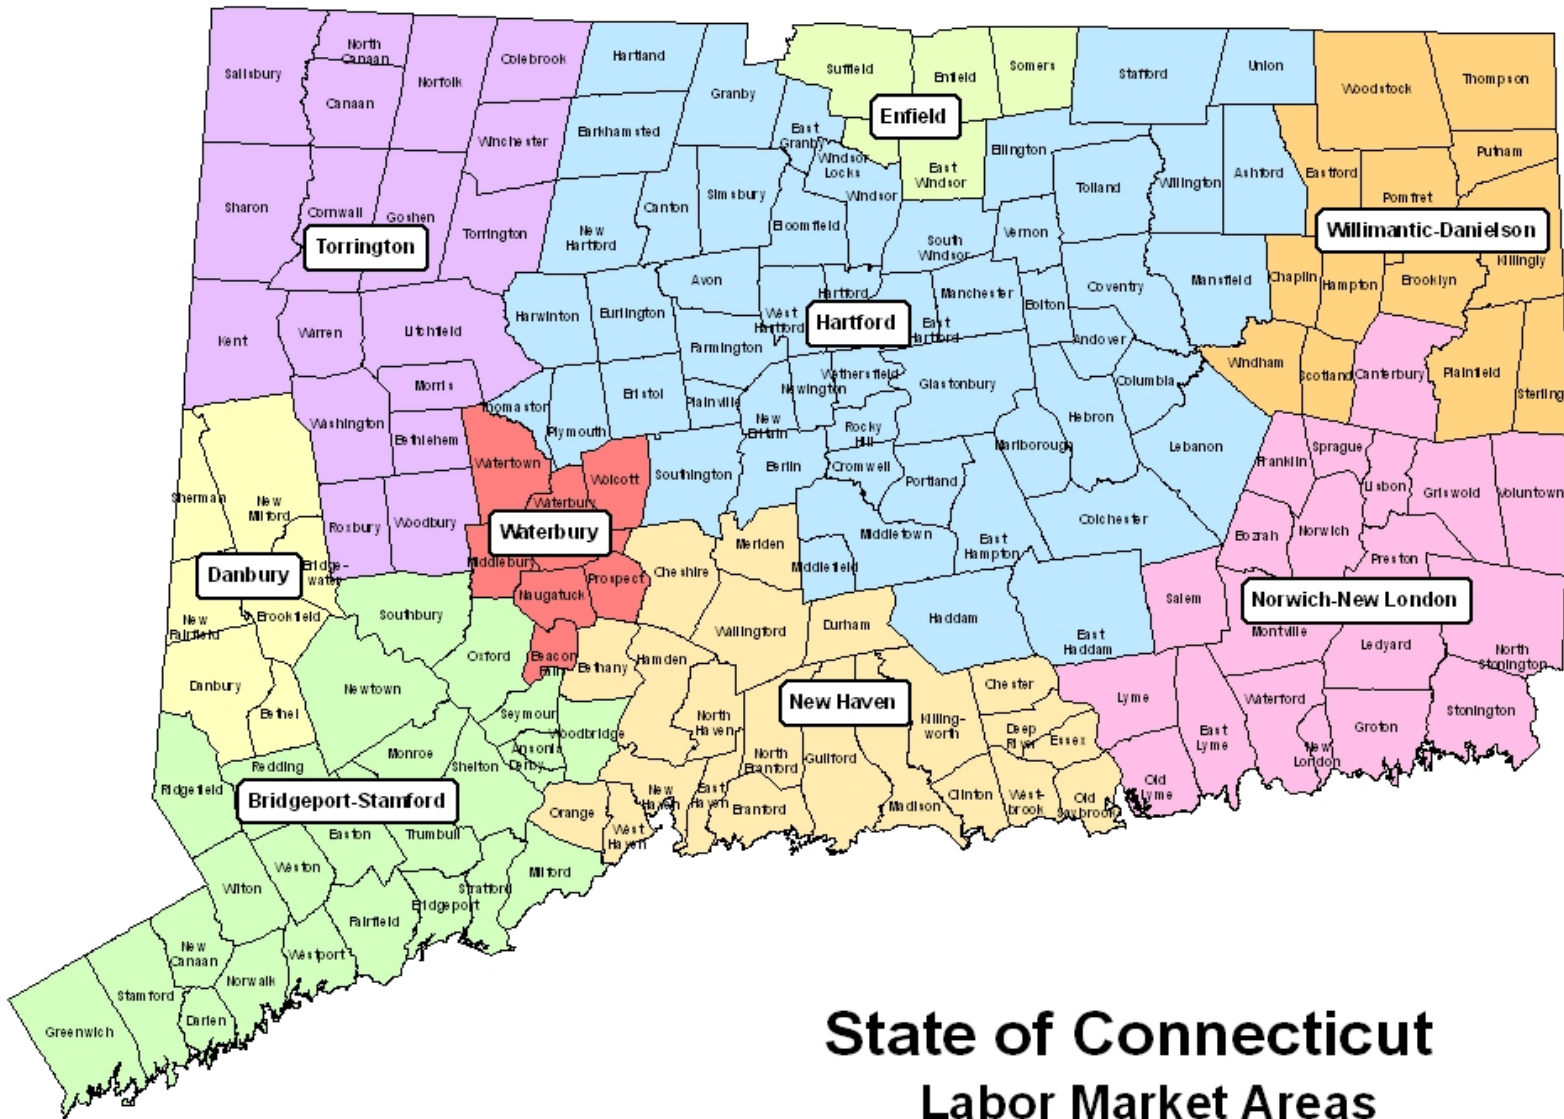 North
Canaan
Colebrook
Hartland
Salisbury
Norfolk
Canaan
Granby
Suffield
Enfield
Somers
Stafford
Union
Woodstock
Thompson
Enfield
Winchester
Barkhamsted
East
Granby
Windsor
Locks
East
Windsor
Ellington
Tolland
Willington
Ashford
Eastford
Putnam
Pomfret
Sharon
Cornwall
Goshen
Torrington
Torrington
New
Hartford
Canton
Simsbury
Bloomfield
Windsor
South
Windsor
Vernon
Willimantic-Danielson
Killingly
Kent
Warren
Litchfield
Harwinton
Burlington
Avon
West
Hartford
Hartford
Hartford
East
Hartford
Manchester
Bolton
Coventry
Mansfield
Chaplin
Hampton
Brooklyn
Farmington
Andover
Morris
Thomaston
Bristol
Plainville
Newington
Wethersfield
Glastonbury
Columbia
Windham
Scotland
Canterbury
Plainfield
Sterling
Washington
Bethlehem
Plymouth
New
Britain
Rocky
Hill
Marlborough
Hebron
Lebanon
Watertown
Wolcott
Southington
Berlin
Cromwell
Portland
Franklin
Sprague
Lisbon
Griswold
Voluntown
Sherman
New
Milford
Roxbury
Woodbury
Waterbury
Waterbury
Middlebury
Meriden
Middletown
East
Hampton
Colchester
Bozrah
Norwich
Preston
Danbury
Bridge-
water
Naugatuck
Prospect
Cheshire
Middlefield
Salem
Norwich-New London
Montville
Ledyard
North
Stonington
New
Fairfield
Brookfield
Southbury
Oxford
Beacon
Falls
Bethany
Hamden
Wallingford
Durham
Haddam
East
Haddam
Danbury
Bethel
Newtown
Seymour
Woodbridge
North
Haven
New Haven
Killing-
worth
Chester
Deep
River
Essex
Lyme
East
Lyme
Waterford
New
London
Groton
Stonington
Ridgefield
Redding
Monroe
Shelton
Ansonia
Derby
Bridgeport-Stamford
Orange
West
Haven
New
Haven
East
Haven
North
Branford
Branford
Guilford
Madison
Clinton
West-
brook
Old
Saybrook
Old
Lyme
Easton
Trumbull
Wilton
Weston
Milford
Stratford
Bridgeport
Fairfield
New
Canaan
Norwalk
Westport
Stamford
Darien
Greenwich
State of Connecticut
Labor Market Areas